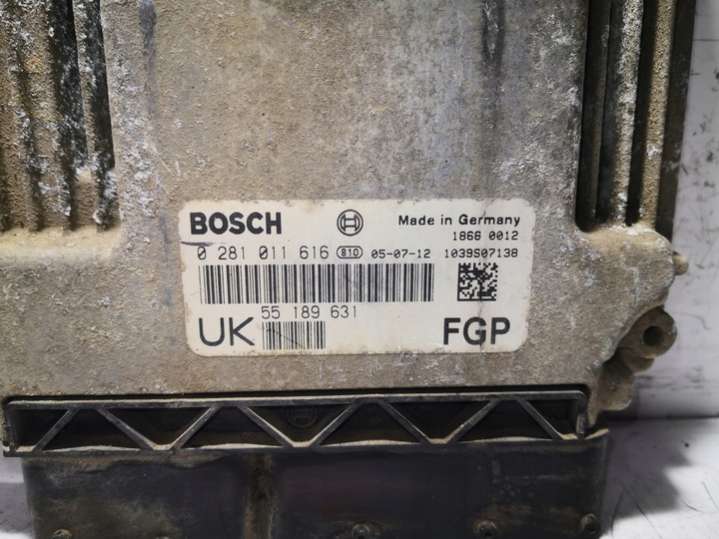 BOSCH Made in Germany
1866 0012
0 281 011 616 810 05-07-12 1039S07138
55 189 631
UK FGP